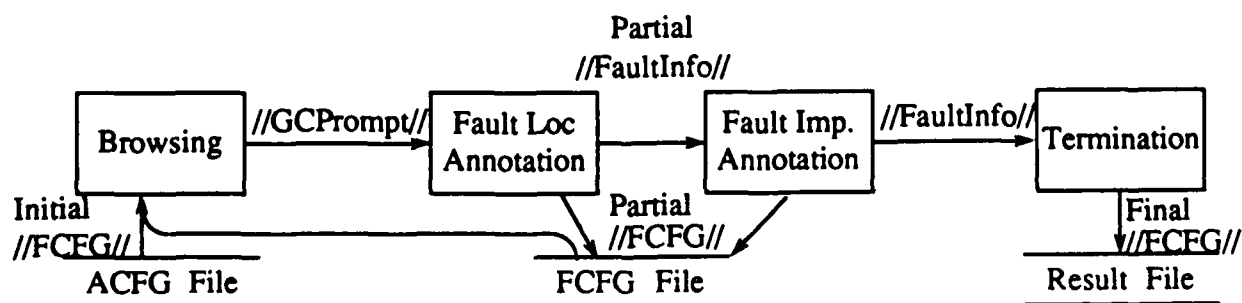 Partial
//FaultInfo//
Browsing
//GCPrompt//
Fault Loc
Annotation
Fault Imp.
Annotation
//FaultInfo//
Termination
Initial
//FCFG//
Partial
//FCFG//
Final
//FCFG//
ACFG File
FCFG File
Result File